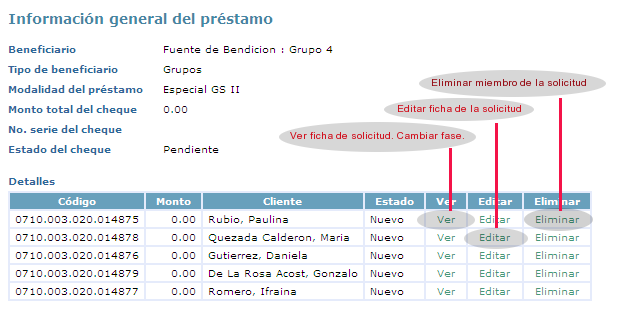 Información general del préstamo
Beneficiario Fuente de Bendicion : Grupo 4
Tipo de beneficiario Grupos
Eliminar miembro de la solicitud
Modalidad del préstamo Especial GS II
Monto total del cheque 0.00
Editar ficha de la solicitud
No. serie del cheque
Ver ficha de solicitud. Cambiar fase.
Estado del cheque Pendiente
Detalles
Código Monto Cliente Estado Ver Editar Eliminar
0710.003.020.014875 0.00 Rubio, Paulina Nuevo Ver Editar Eliminar
0710.003.020.014878 0.00 Quezada Calderon, Maria Nuevo Ver Editar Eliminar
0710.003.020.014876 0.00 Gutierrez, Daniela Nuevo Ver Editar Eliminar
0710.003.020.014879 0.00 De La Rosa Acost, Gonzalo Nuevo Ver Editar Eliminar
0710.003.020.014877 0.00 Romero, Ifraina Nuevo Ver Editar Eliminar